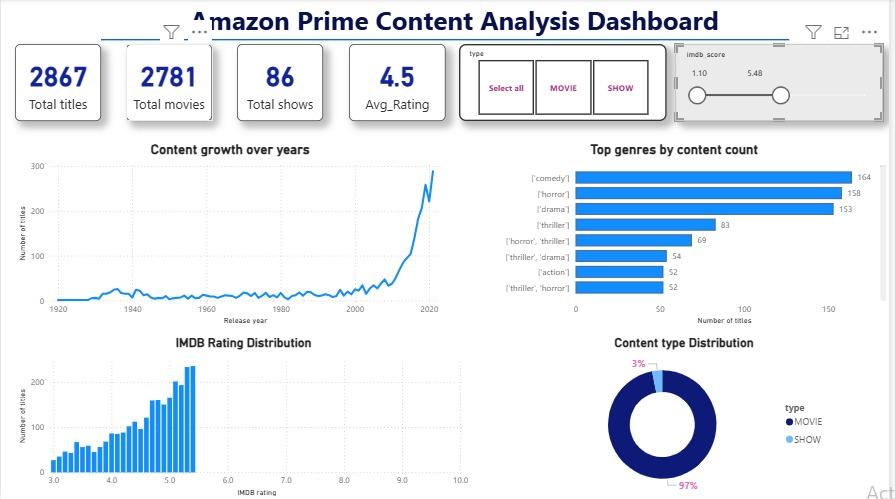 Amazon Prime Content Analysis Dashboard
2867
Total titles
2781
Total movies
86
Total shows
4.5
Avg_Rating
type
Select all
MOVIE
SHOW
imdb_score
1.10
5.48
Content growth over years
Number of titles
300
200
100
0
1920
1940
1960
1980
2000
2020
Release year
Top genres by content count
['comedy']
164
['horror']
158
['drama']
153
['thriller']
83
['horror', 'thriller']
69
['thriller', 'drama']
54
['action']
52
['thriller', 'horror']
52
0
50
100
150
Number of titles
IMDB Rating Distribution
Number of titles
200
100
0
3.0
4.0
5.0
6.0
7.0
8.0
9.0
10.0
IMDB rating
Content type Distribution
3%
97%
type
MOVIE
SHOW
Act